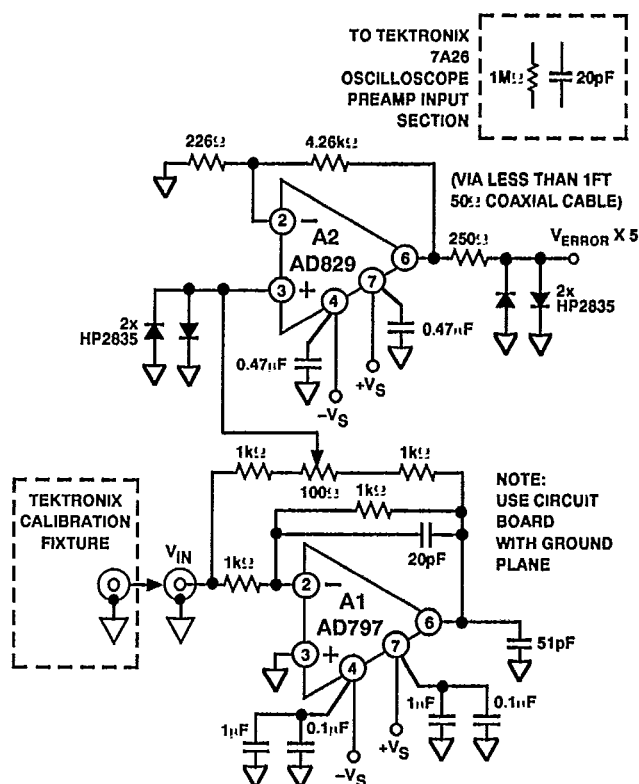 TO TEKTRONIX
7A26
OSCILLOSCOPE
PREAMP INPUT
SECTION
1MΩ
20pF
226Ω
4.26kΩ
(VIA LESS THAN 1FT
50Ω COAXIAL CABLE)
2
−
A2
AD829
6
250Ω
VERROR X 5
3
+
4
7
2x
HP2835
2x
HP2835
0.47µF
0.47µF
−VS
+VS
1kΩ
100Ω
1kΩ
1kΩ
20pF
NOTE:
USE CIRCUIT
BOARD
WITH GROUND
PLANE
TEKTRONIX
CALIBRATION
FIXTURE
VIN
1kΩ
2
−
A1
AD797
6
3
+
4
7
51pF
1µF
0.1µF
1µF
0.1µF
−VS
+VS